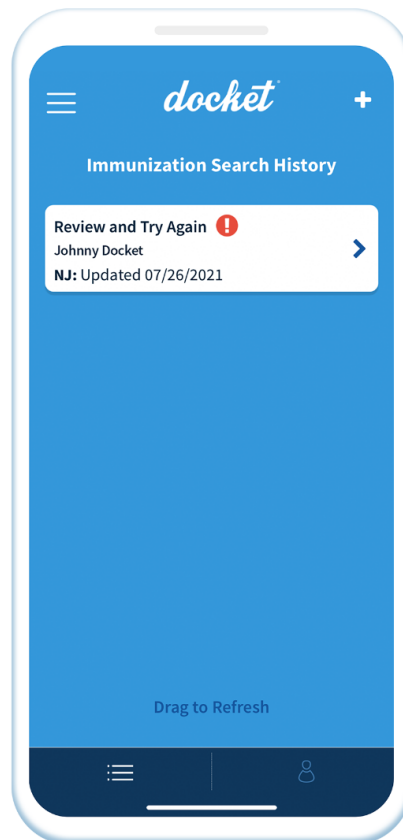 docket
Immunization Search History
Review and Try Again
Johnny Docket
NJ: Updated 07/26/2021
Drag to Refresh